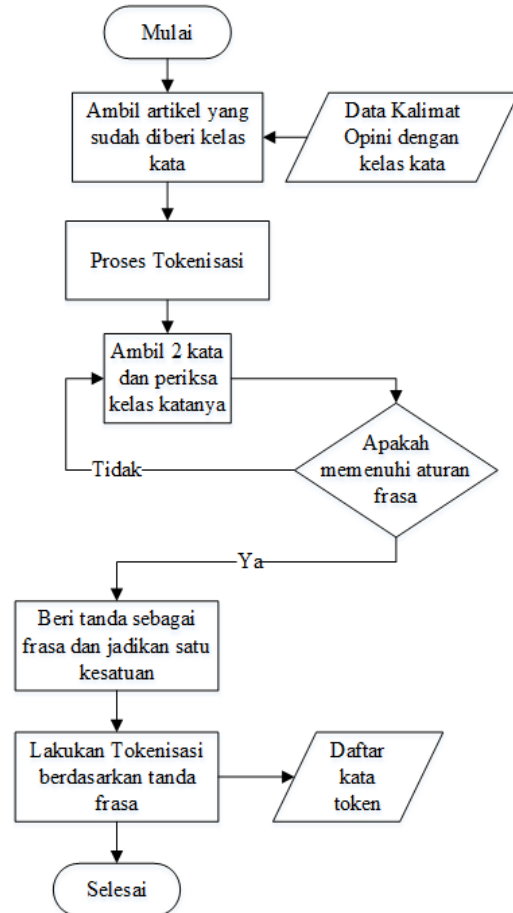 Mulai
Ambil artikel yang
sudah diberi kelas
kata
Data Kalimat
Opini dengan
kelas kata
Proses Tokenisasi
Ambil 2 kata
dan periksa
kelas katanya
Apakah
memenuhi aturan
frasa
Tidak
Ya
Beri tanda sebagai
frasa dan jadikan satu
kesatuan
Lakukan Tokenisasi
berdasarkan tanda
frasa
Daftar
kata
token
Selesai